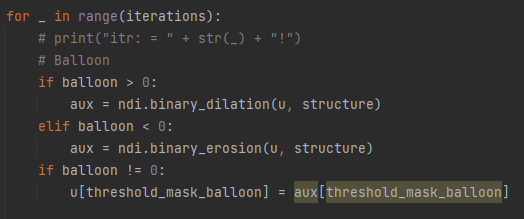 for _ in range(iterations):
    # print("itr: = " + str(_) + "!")
    # Balloon
    if balloon > 0:
        aux = ndi.binary_dilation(u, structure)
    elif balloon < 0:
        aux = ndi.binary_erosion(u, structure)
    if balloon != 0:
        u[threshold_mask_balloon] = aux[threshold_mask_balloon]